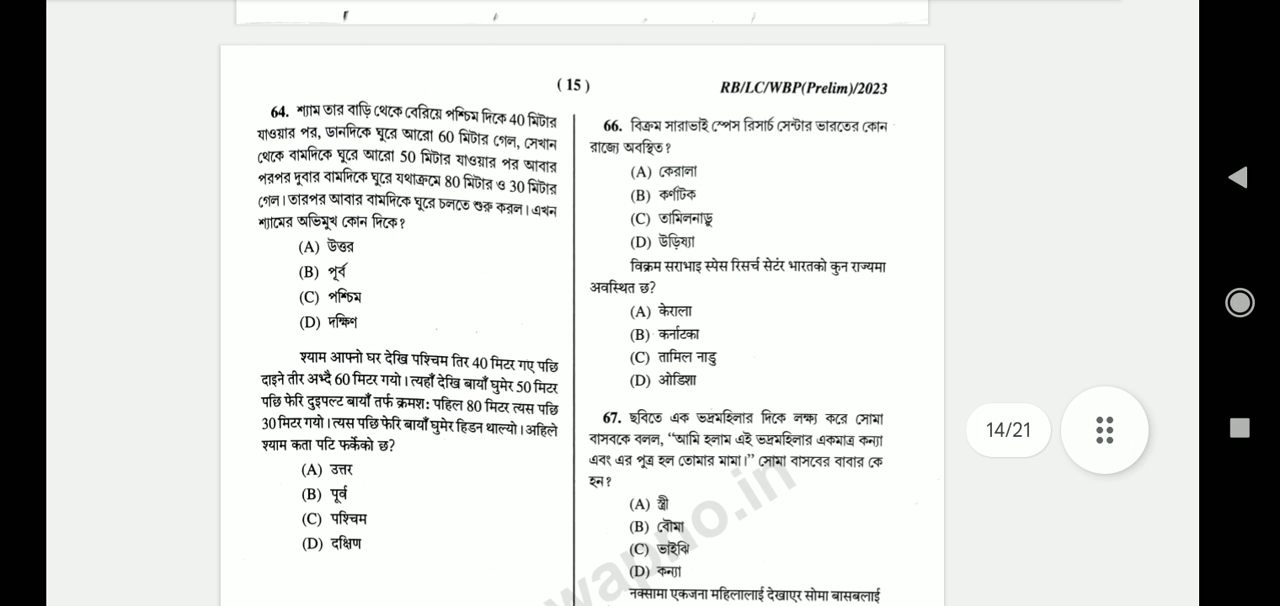 ( 15 )
RB/LC/WBP(Prelim)/2023
64. শ্যাম তার বাড়ি থেকে বেরিয়ে পশ্চিম দিকে 40 মিটার
যাওয়ার পর, ডানদিকে ঘুরে আরো 60 মিটার গেল, সেখান
থেকে বামদিকে ঘুরে আরো 50 মিটার যাওয়ার পর আবার
পরপর দুবার বামদিকে ঘুরে যথাক্রমে 80 মিটার ও 30 মিটার
গেল। তারপর আবার বামদিকে ঘুরে চলতে শুরু করল। এখন
শ্যামের অভিমুখ কোন দিকে?
(A) উত্তর
(B) পূর্ব
(C) পশ্চিম
(D) দক্ষিণ
श्याम आफ्नो घर देखि पश्चिम तिर 40 मिटर गए पछि
दाइने तीर अभ्दै 60 मिटर गयो। त्यहाँ देखि बायाँ घुमेर 50 मिटर
पछि फेरि दुइपल्ट बायाँ तर्फ क्रमश: पहिल 80 मिटर त्यस पछि
30 मिटर गयो। त्यस पछि फेरि बायाँ घुमेर हिडन थाल्यो। अहिले
श्याम कता पटि फर्केको छ?
(A) उत्तर
(B) पूर्व
(C) पश्चिम
(D) दक्षिण
66. বিক্রম সারাভাই স্পেস রিসার্চ সেন্টার ভারতের কোন
রাজ্যে অবস্থিত?
(A) কেরালা
(B) কর্ণাটক
(C) তামিলনাড়ু
(D) উড়িষ্যা
विक्रम सराभाइ स्पेस रिसर्च सेटंर भारतको कुन राज्यमा
अवस्थित छ?
(A) केराला
(B) कर्नाटका
(C) तामिल नाडु
(D) ओडिशा
67. ছবিতে এক ভদ্রমহিলার দিকে লক্ষ্য করে সোমা
বাসবকে বলল, “আমি হলাম এই ভদ্রমহিলার একমাত্র কন্যা
এবং এর পুত্র হল তোমার মামা।” সোমা বাসবের বাবার কে
হন?
(A) স্ত্রী
(B) বৌমা
(C) ভাইঝি
(D) কন্যা
नक्सामा एकजना महिलालाई देखाएर सोमा बासबलाई
wapno.in
14/21